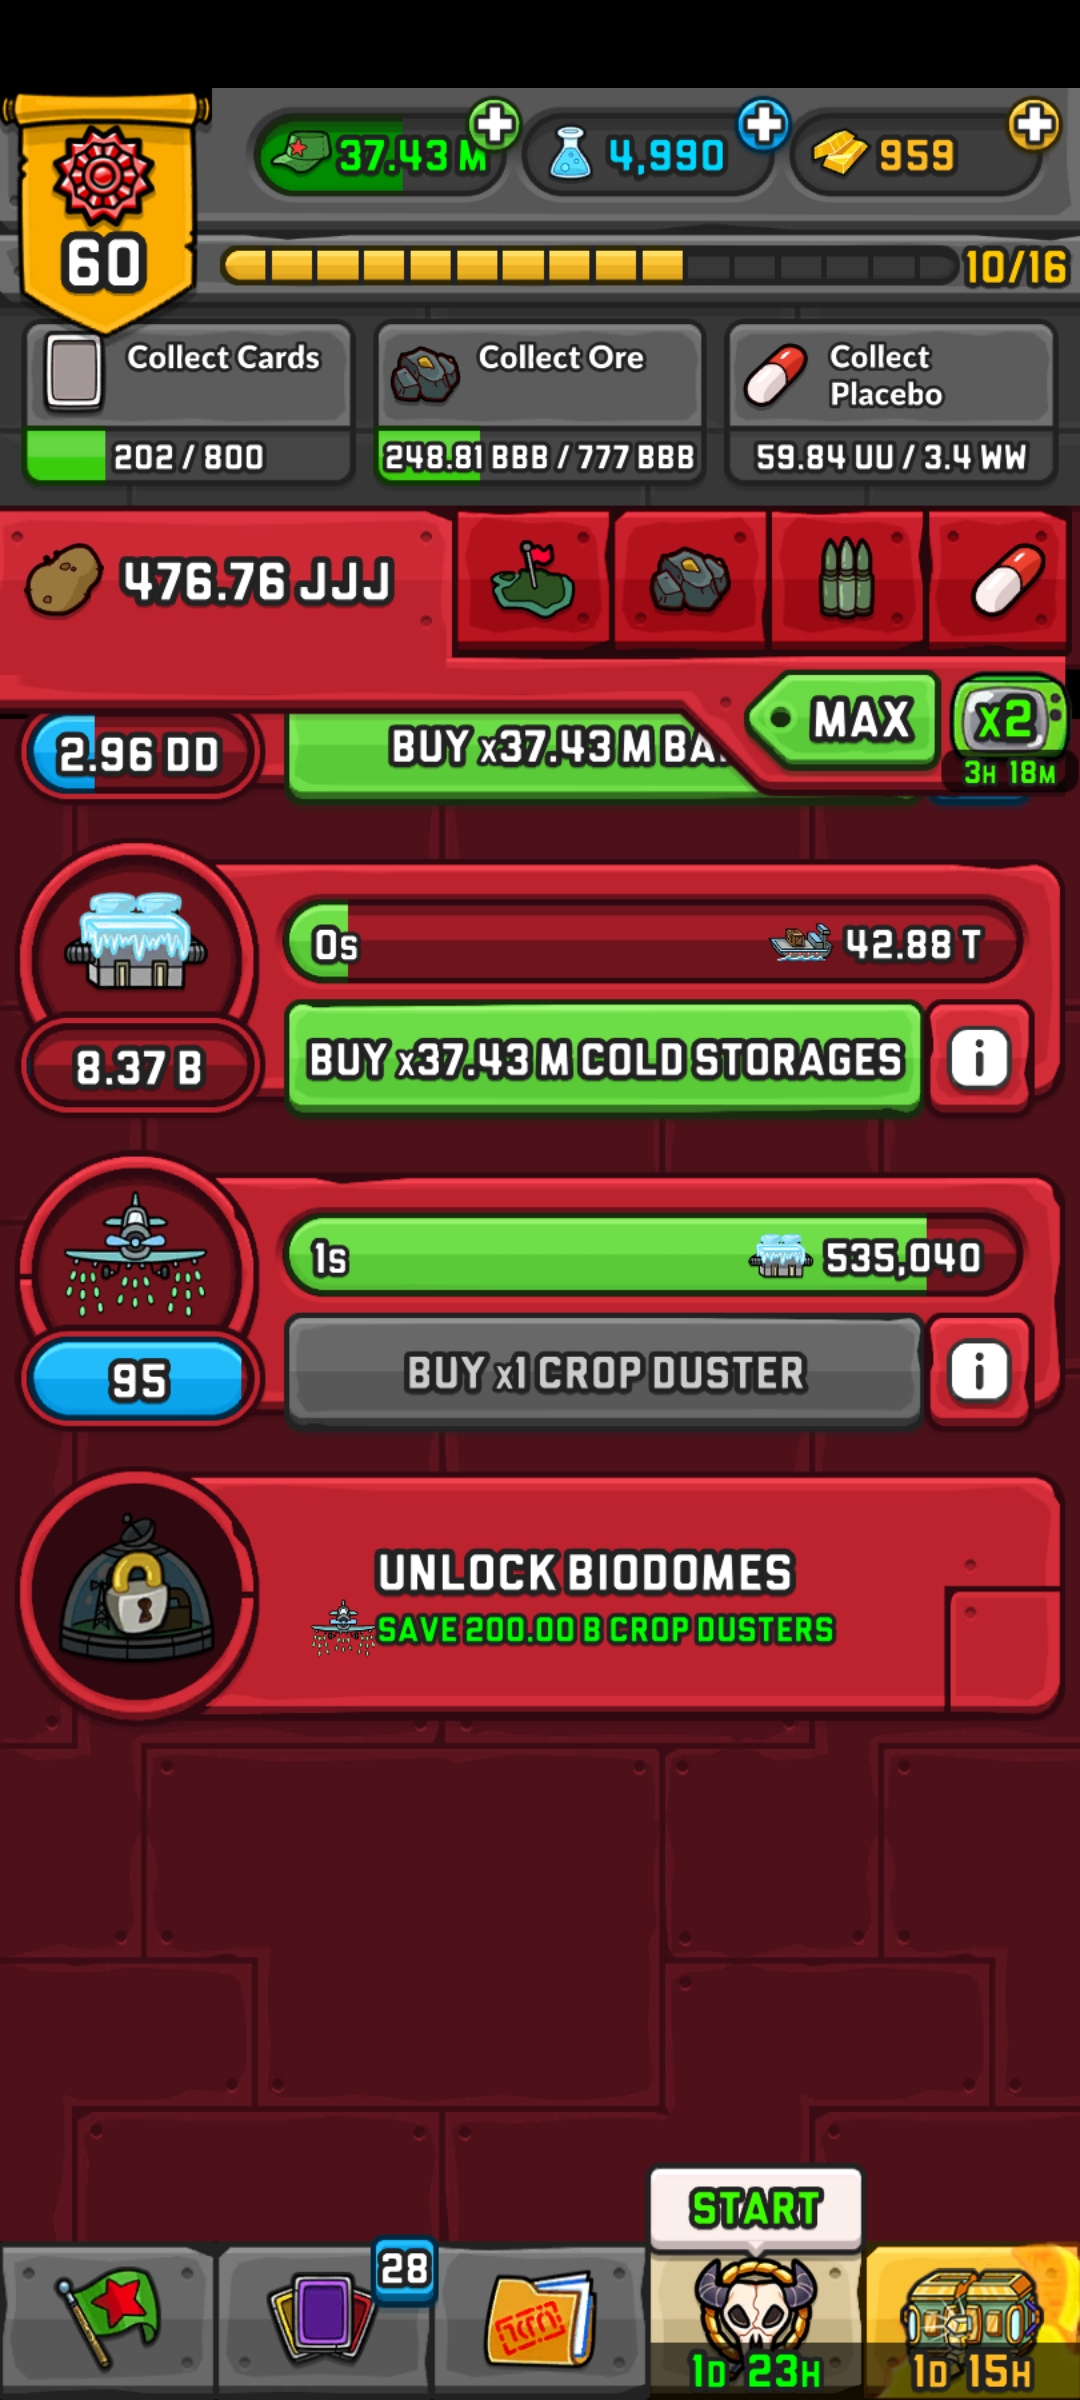 37.43 M
4,990
959
60
10/16
Collect Cards
202 / 800
Collect Ore
248.81 BBB / 777 BBB
Collect
Placebo
59.84 UU / 3.4 WW
476.76 JJJ
MAX
x2
3H 18M
2.96 DD
BUY x37.43 M BA
0s
42.88 T
8.37 B
BUY x37.43 M COLD STORAGES
i
1s
535,040
95
BUY x1 CROP DUSTER
i
UNLOCK BIODOMES
SAVE 200.00 B CROP DUSTERS
START
28
1D 23H
1D 15H